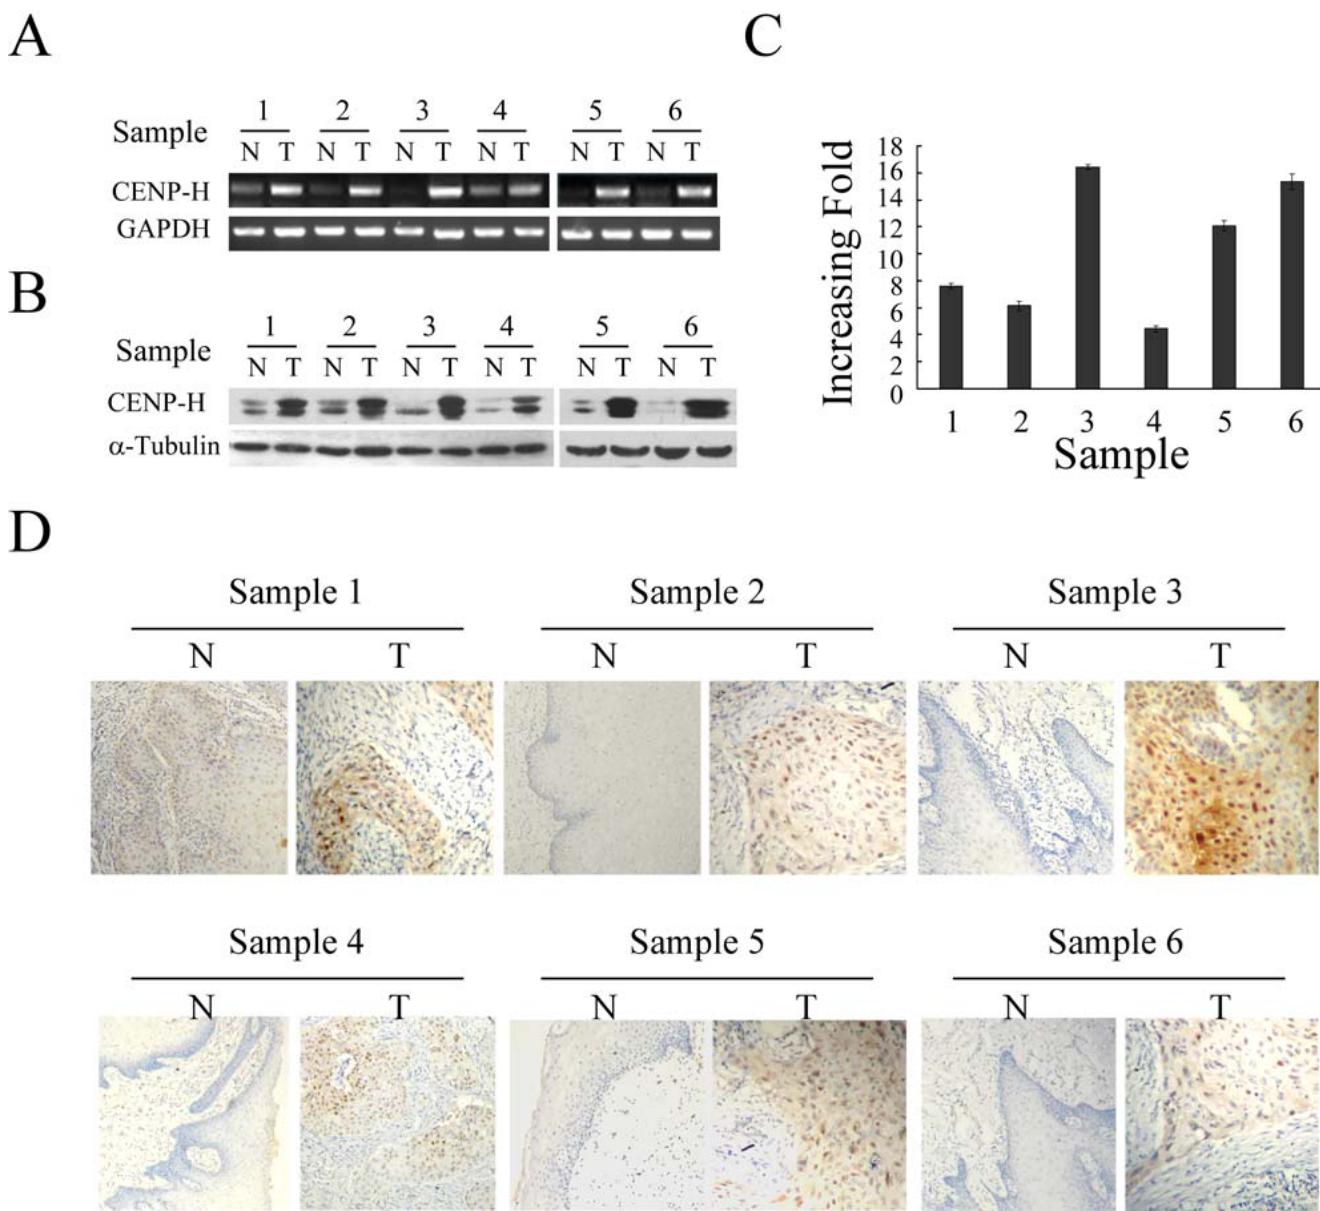 A
Sample 1 2 3 4 5 6
N T N T N T N T N T N T
CENP-H
GAPDH
B
Sample 1 2 3 4 5 6
N T N T N T N T N T N T
CENP-H
α-Tubulin
C
Increasing Fold
18
16
14
12
10
8
6
4
2
0
1 2 3 4 5 6
Sample
D
Sample 1 Sample 2 Sample 3
N T N T N T
Sample 4 Sample 5 Sample 6
N T N T N T